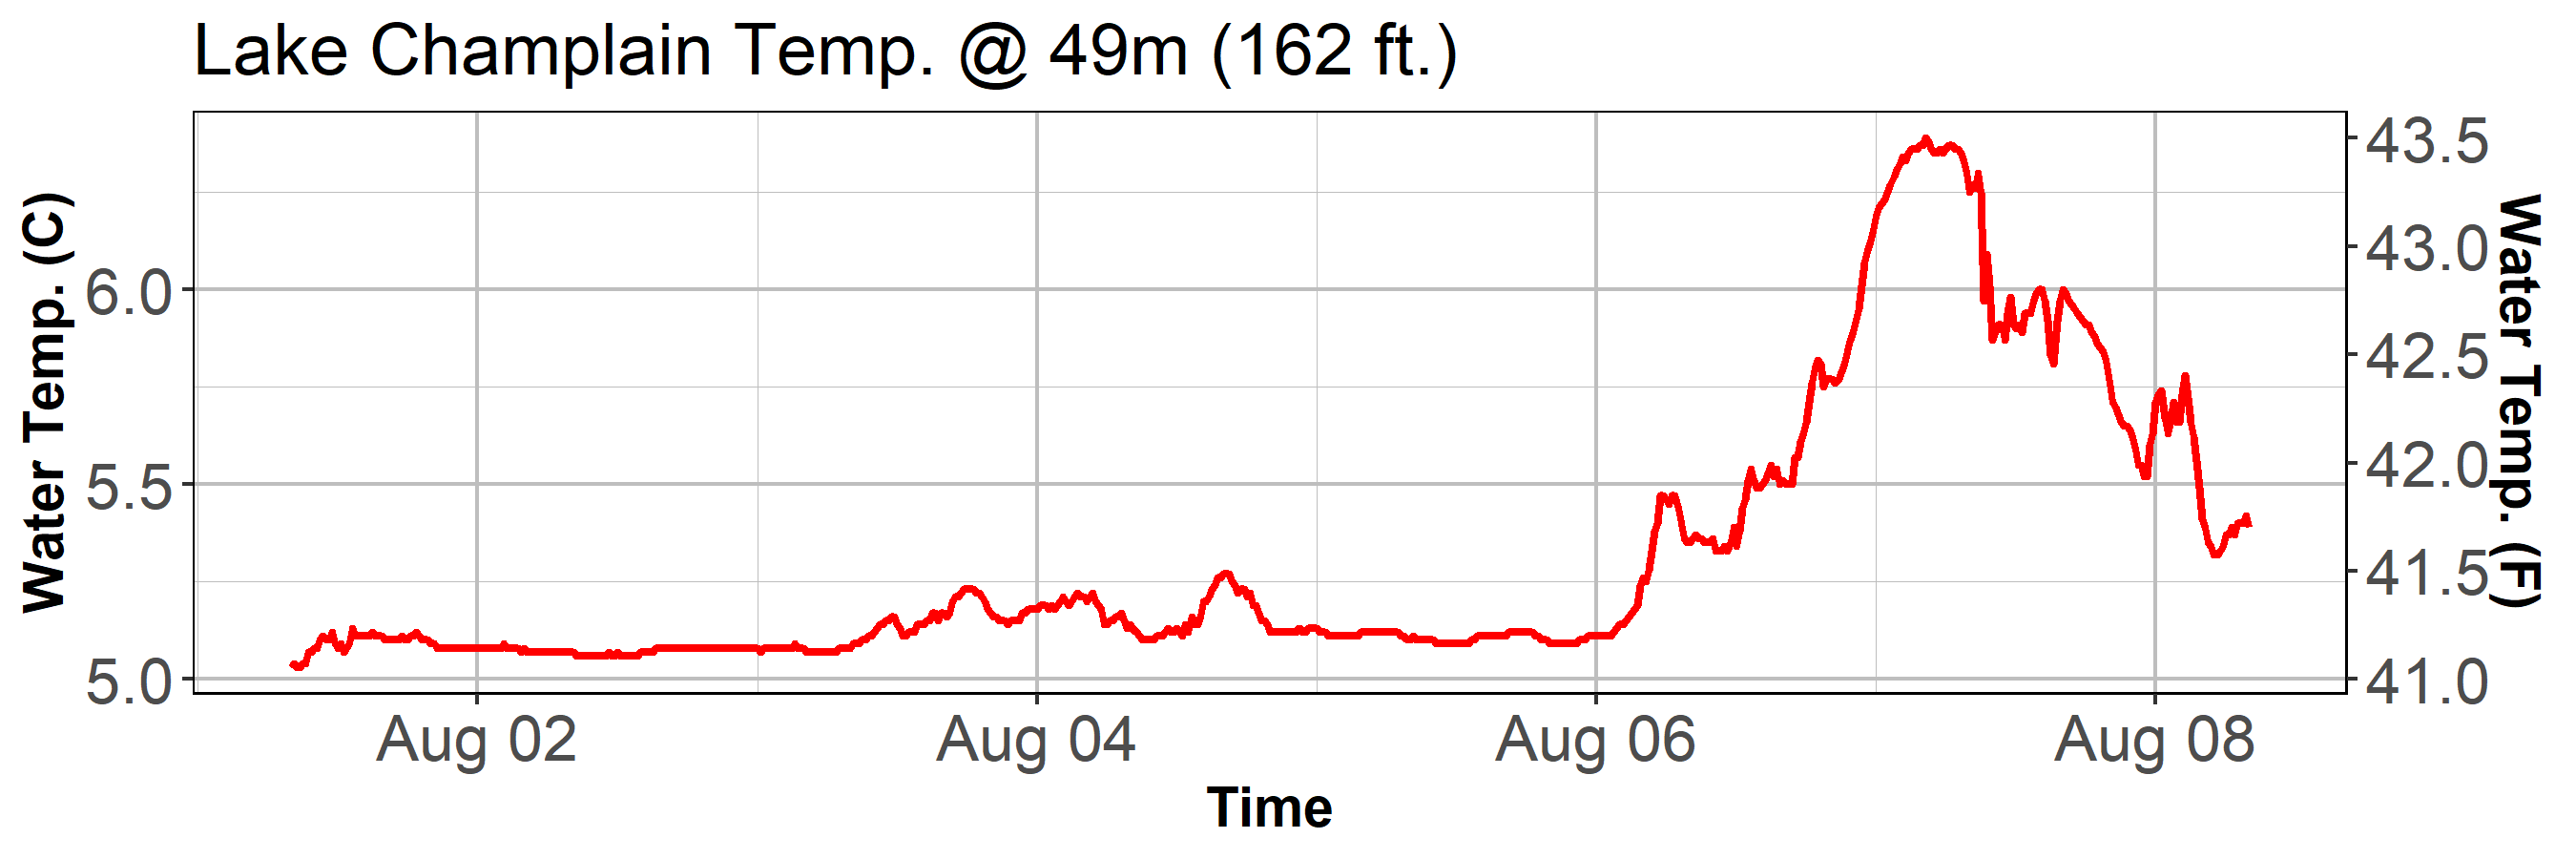 Lake Champlain Temp. @ 49m (162 ft.)
Water Temp. (C)
6.0
5.5
5.0
43.5
43.0
42.5
42.0
41.5
41.0
Water Temp. (F)
Aug 02
Aug 04
Aug 06
Aug 08
Time